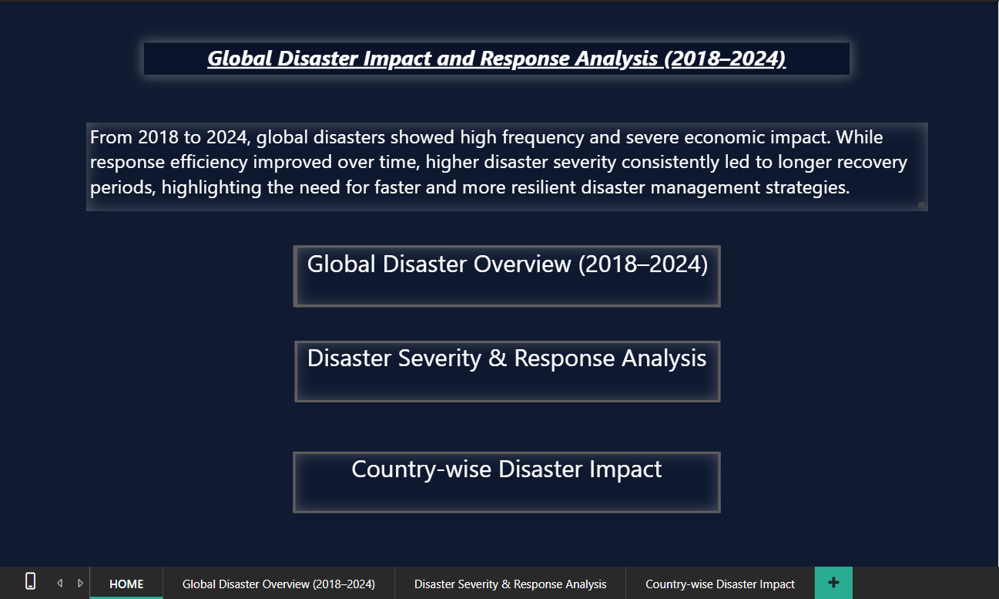 Global Disaster Impact and Response Analysis (2018–2024)
From 2018 to 2024, global disasters showed high frequency and severe economic impact. While
response efficiency improved over time, higher disaster severity consistently led to longer recovery
periods, highlighting the need for faster and more resilient disaster management strategies.
Global Disaster Overview (2018–2024)
Disaster Severity & Response Analysis
Country-wise Disaster Impact
HOME
Global Disaster Overview (2018–2024)
Disaster Severity & Response Analysis
Country-wise Disaster Impact